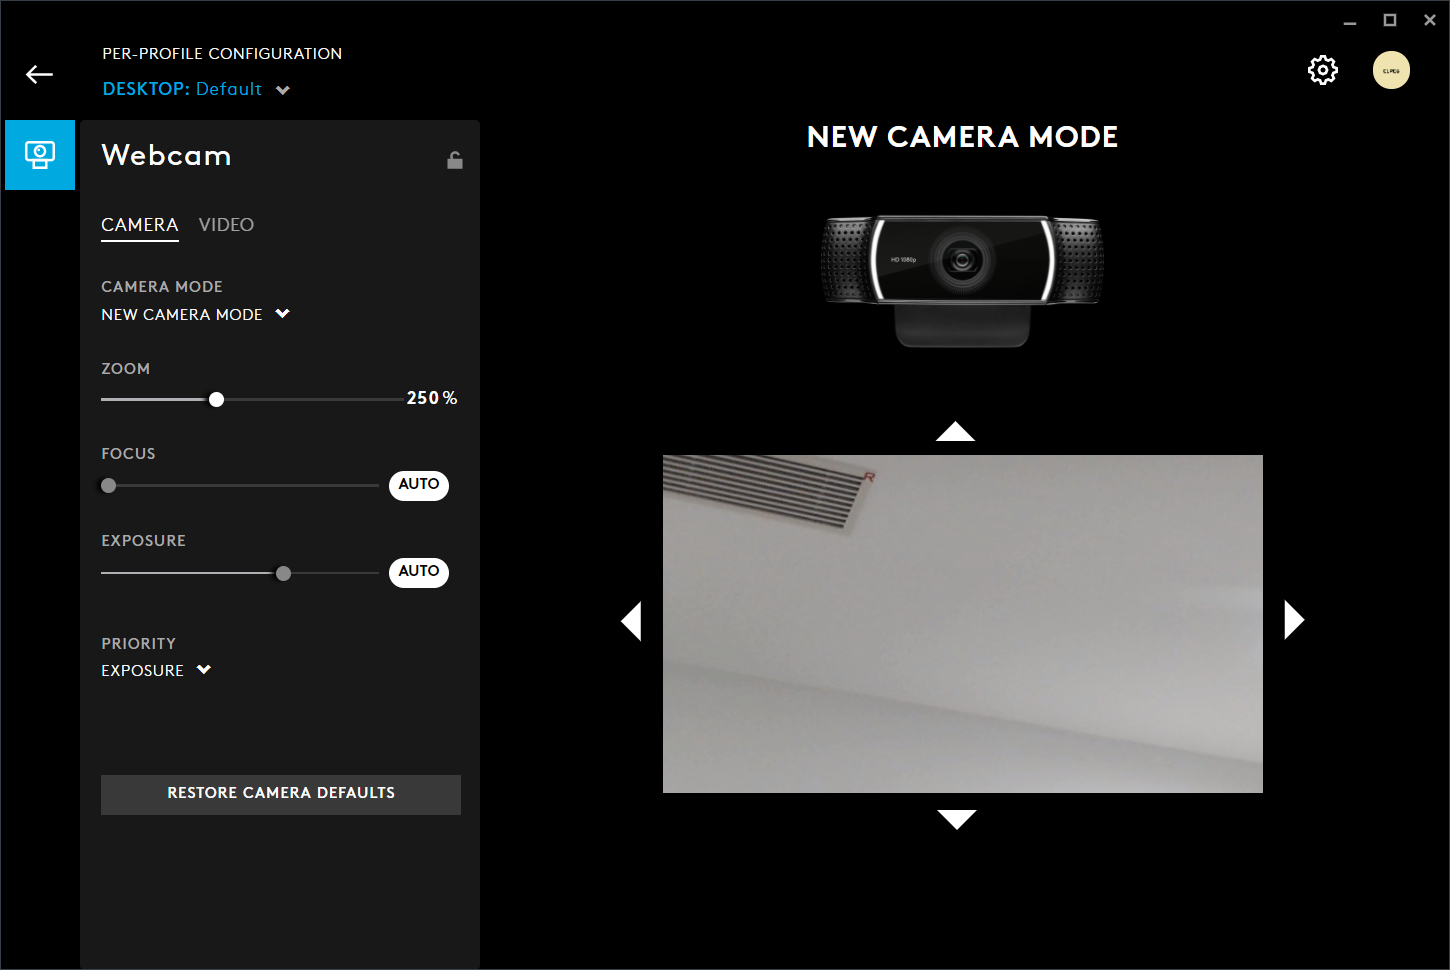 PER-PROFILE CONFIGURATION
DESKTOP: Default
Webcam
CAMERA VIDEO
CAMERA MODE
NEW CAMERA MODE
ZOOM
250 %
FOCUS
AUTO
EXPOSURE
AUTO
PRIORITY
EXPOSURE
RESTORE CAMERA DEFAULTS
NEW CAMERA MODE
HD 1080p
R